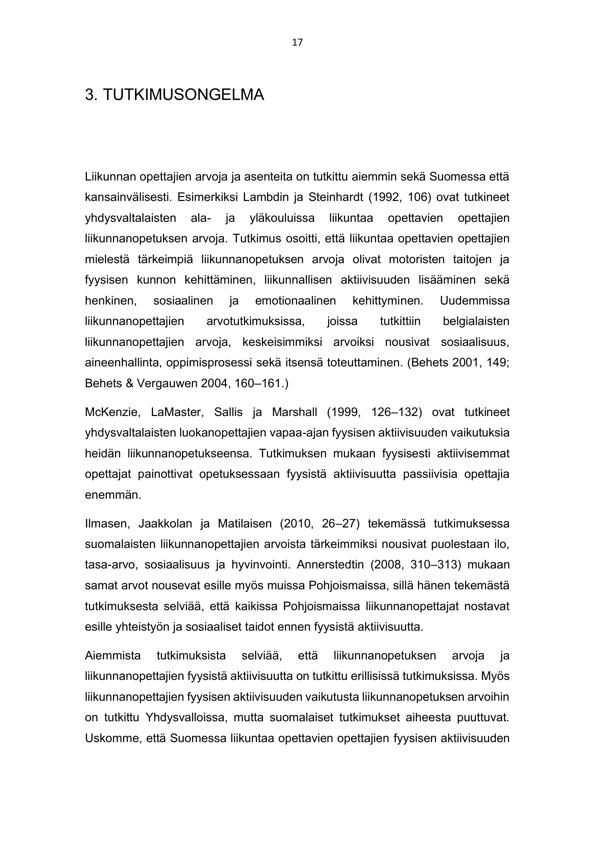 17
3. TUTKIMUSONGELMA
Liikunnan opettajien arvoja ja asenteita on tutkittu aiemmin sekä Suomessa että
kansainvälisesti. Esimerkiksi Lambdin ja Steinhardt (1992, 106) ovat tutkineet
yhdysvaltalaisten ala- ja yläkouluissa liikuntaa opettavien opettajien
liikunnanopetuksen arvoja. Tutkimus osoitti, että liikuntaa opettavien opettajien
mielestä tärkeimpiä liikunnanopetuksen arvoja olivat motoristen taitojen ja
fyysisen kunnon kehittäminen, liikunnallisen aktiivisuuden lisääminen sekä
henkinen, sosiaalinen ja emotionaalinen kehittyminen. Uudemmissa
liikunnanopettajien arvotutkimuksissa, joissa tutkittiin belgialaisten
liikunnanopettajien arvoja, keskeisimmiksi arvoiksi nousivat sosiaalisuus,
aineenhallinta, oppimisprosessi sekä itsensä toteuttaminen. (Behets 2001, 149;
Behets & Vergauwen 2004, 160–161.)
McKenzie, LaMaster, Sallis ja Marshall (1999, 126–132) ovat tutkineet
yhdysvaltalaisten luokanopettajien vapaa-ajan fyysisen aktiivisuuden vaikutuksia
heidän liikunnanopetukseensa. Tutkimuksen mukaan fyysisesti aktiivisemmat
opettajat painottivat opetuksessaan fyysistä aktiivisuutta passiivisia opettajia
enemmän.
Ilmasen, Jaakkolan ja Matilaisen (2010, 26–27) tekemässä tutkimuksessa
suomalaisten liikunnanopettajien arvoista tärkeimmiksi nousivat puolestaan ilo,
tasa-arvo, sosiaalisuus ja hyvinvointi. Annerstedtin (2008, 310–313) mukaan
samat arvot nousevat esille myös muissa Pohjoismaissa, sillä hänen tekemästä
tutkimuksesta selviää, että kaikissa Pohjoismaissa liikunnanopettajat nostavat
esille yhteistyön ja sosiaaliset taidot ennen fyysistä aktiivisuutta.
Aiemmista tutkimuksista selviää, että liikunnanopetuksen arvoja ja
liikunnanopettajien fyysistä aktiivisuutta on tutkittu erillisissä tutkimuksissa. Myös
liikunnanopettajien fyysisen aktiivisuuden vaikutusta liikunnanopetuksen arvoihin
on tutkittu Yhdysvalloissa, mutta suomalaiset tutkimukset aiheesta puuttuvat.
Uskomme, että Suomessa liikuntaa opettavien opettajien fyysisen aktiivisuuden